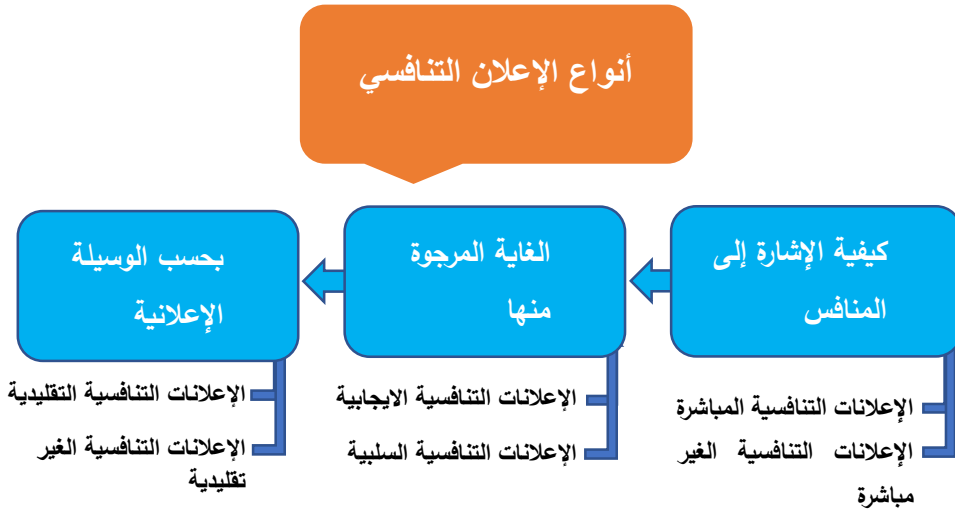 أنواع الإعلان التنافسي
كيفية الإشارة إلى
المنافس
الإعلانات التنافسية المباشرة
الإعلانات التنافسية الغير
مباشرة
الغاية المرجوة
منها
الإعلانات التنافسية الايجابية
الإعلانات التنافسية السلبية
بحسب الوسيلة
الإعلانية
الإعلانات التنافسية التقليدية
الإعلانات التنافسية الغير
تقليدية